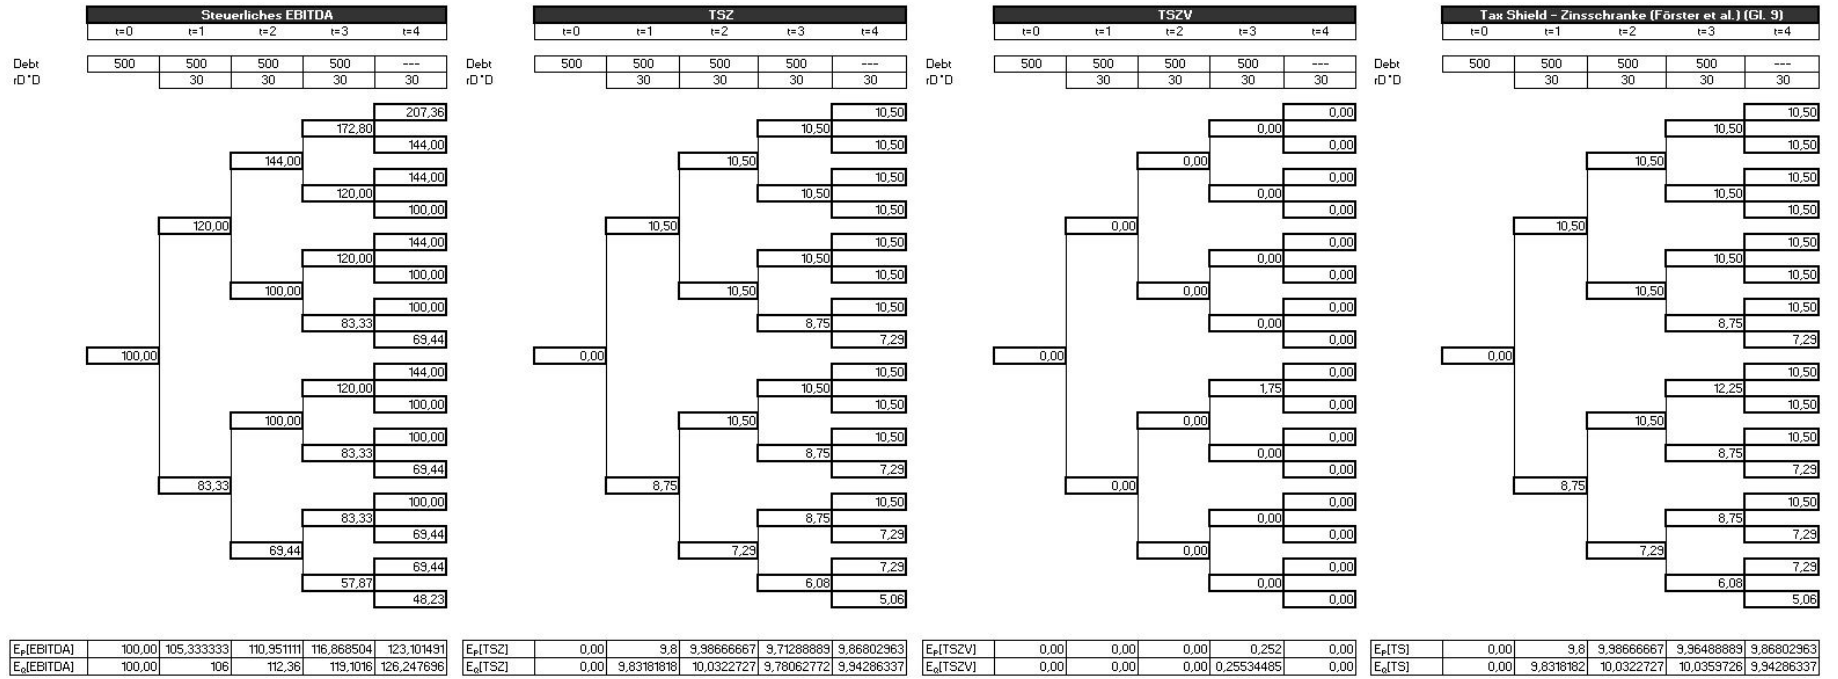 Steuerliches EBITDA TSZ TSZV Tax Shield - Zinsschranke (Förster et al.) (Gl. 9)
t=0 t=1 t=2 t=3 t=4 t=0 t=1 t=2 t=3 t=4 t=0 t=1 t=2 t=3 t=4 t=0 t=1 t=2 t=3 t=4
Debt 500 500 500 500 --- Debt 500 500 500 500 --- Debt 500 500 500 500 --- Debt 500 500 500 500 ---
rD*D 30 30 30 30 rD*D 30 30 30 30 rD*D 30 30 30 30 rD*D 30 30 30 30
207,36 10,50 0,00 10,50
172,80 10,50 0,00 10,50
144,00 10,50 0,00 10,50
144,00 10,50 0,00 10,50
144,00 10,50 0,00 10,50
120,00 10,50 0,00 10,50
100,00 10,50 0,00 10,50
120,00 10,50 0,00 10,50
144,00 10,50 0,00 10,50
120,00 10,50 0,00 10,50
100,00 10,50 0,00 10,50
100,00 10,50 0,00 10,50
100,00 10,50 0,00 10,50
83,33 8,75 0,00 8,75
69,44 7,29 0,00 7,29
100,00 0,00 0,00 0,00
144,00 10,50 0,00 10,50
120,00 10,50 1,75 12,25
100,00 10,50 0,00 10,50
100,00 10,50 0,00 10,50
100,00 10,50 0,00 10,50
83,33 8,75 0,00 8,75
69,44 7,29 0,00 7,29
83,33 8,75 0,00 8,75
100,00 10,50 0,00 10,50
83,33 8,75 0,00 8,75
69,44 7,29 0,00 7,29
69,44 7,29 0,00 7,29
69,44 7,29 0,00 7,29
57,87 6,08 0,00 6,08
48,23 5,06 0,00 5,06
EP[EBITDA] 100,00 105,333333 110,951111 116,868504 123,101491 EP[TSZ] 0,00 9,8 9,98666667 9,71288889 9,86802963 EP[TSZV] 0,00 0,00 0,00 0,252 0,00 EP[TS] 0,00 9,8 9,98666667 9,96488889 9,86802963
EQ[EBITDA] 100,00 106 112,36 119,1016 126,247696 EQ[TSZ] 0,00 9,83181818 10,0322727 9,78062772 9,94286337 EQ[TSZV] 0,00 0,00 0,00 0,25534485 0,00 EQ[TS] 0,00 9,8318182 10,0322727 10,0359726 9,94286337